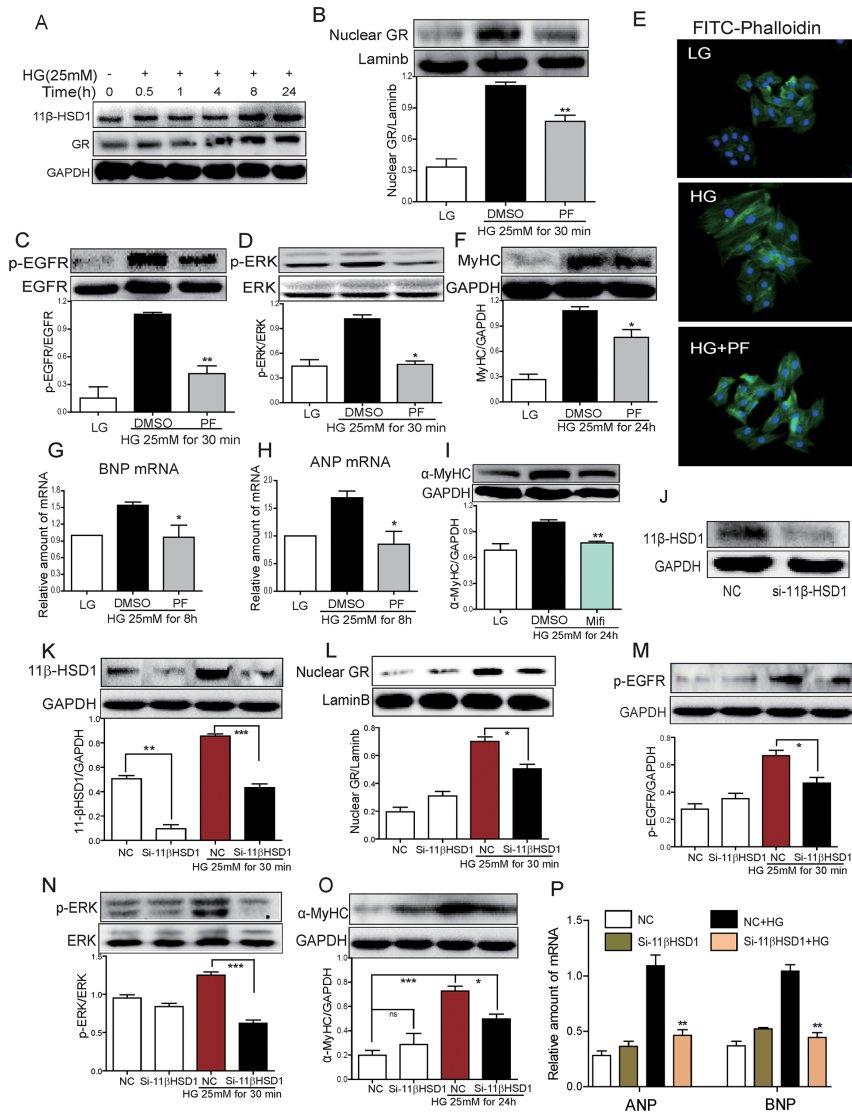 A
HG(25mM) - + + + + +
Time(h) 0 0.5 1 4 8 24
11β-HSD1
GR
GAPDH
B
Nuclear GR
Laminb
Nuclear GR/Laminb
1.2
0.9
0.6
0.3
0.0
**
LG DMSO PF
HG 25mM for 30 min
E
FITC-Phalloidin
LG
HG
HG+PF
C
p-EGFR
EGFR
p-EGFR/EGFR
1.2
0.9
0.6
0.3
0.0
**
LG DMSO PF
HG 25mM for 30 min
D
p-ERK
ERK
p-ERK/ERK
1.2
0.9
0.6
0.3
0.0
*
LG DMSO PF
HG 25mM for 30 min
F
MyHC
GAPDH
MyHC/GAPDH
1.2
0.9
0.6
0.3
0.0
*
LG DMSO PF
HG 25mM for 24h
G
BNP mRNA
Relative amount of mRNA
2.0
1.5
1.0
0.5
0.0
*
LG DMSO PF
HG 25mM for 8h
H
ANP mRNA
Relative amount of mRNA
2.0
1.5
1.0
0.5
0.0
*
LG DMSO PF
HG 25mM for 8h
I
α-MyHC
GAPDH
α-MyHC/GAPDH
1.2
0.9
0.6
0.3
0.0
**
LG DMSO Mifi
HG 25mM for 24h
J
11β-HSD1
GAPDH
NC si-11β-HSD1
K
11β-HSD1
GAPDH
11-βHSD1/GAPDH
1.0
0.8
0.6
0.4
0.2
0.0
** ***
NC Si-11βHSD1 NC Si-11βHSD1
HG 25mM for 30 min
L
Nuclear GR
LaminB
Nuclear GR/Laminb
0.8
0.6
0.4
0.2
0.0
*
NC Si-11βHSD1 NC Si-11βHSD1
HG 25mM for 30 min
M
p-EGFR
GAPDH
p-EGFR/GAPDH
0.8
0.6
0.4
0.2
0.0
*
NC Si-11βHSD1 NC Si-11βHSD1
HG 25mM for 30 min
N
p-ERK
ERK
p-ERK/ERK
1.5
1.0
0.5
0.0
***
NC Si-11βHSD1 NC Si-11βHSD1
HG 25mM for 30 min
O
α-MyHC
GAPDH
α-MyHC/GAPDH
1.0
0.8
0.6
0.4
0.2
0.0
*** *
ns
NC Si-11βHSD1 NC Si-11βHSD1
HG 25mM for 24h
P
NC NC+HG
Si-11βHSD1 Si-11βHSD1+HG
Relative amount of mRNA
1.5
1.0
0.5
0.0
** **
ANP BNP